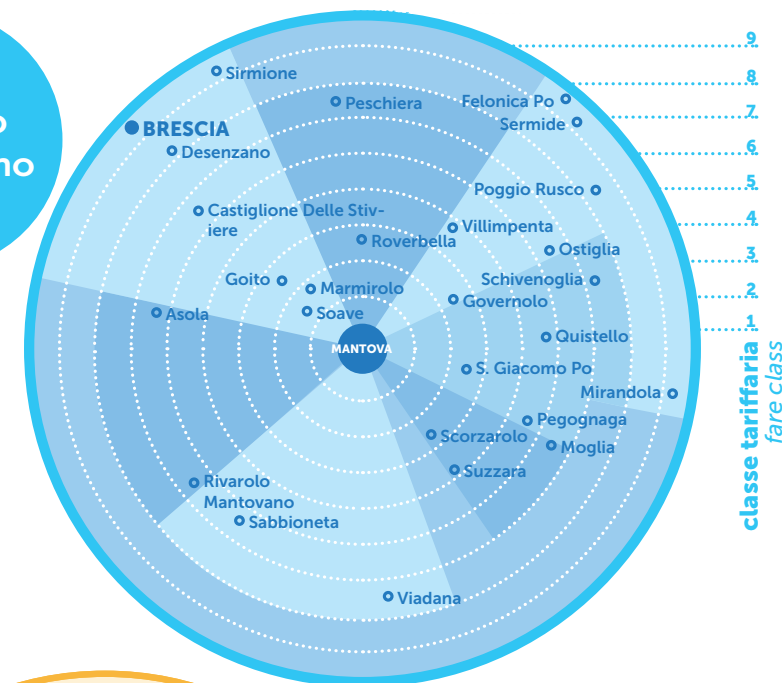 o
no
9
8
7
6
5
4
3
2
1
Sirmione
BRESCIA
Desenzano
Peschiera
Felonica Po
Sermide
Poggio Rusco
Castiglione Delle Stiv-
iere
Villimpenta
Roverbella
Ostiglia
Goito
Marmirolo
Schivenoglia
Governolo
Asola
Soave
MANTOVA
Quistello
S. Giacomo Po
Mirandola
Pegognaga
Scorzarolo
Moglia
Suzzara
Rivarolo
Mantovano
Sabbioneta
Viadana
classe tariffaria
fare class